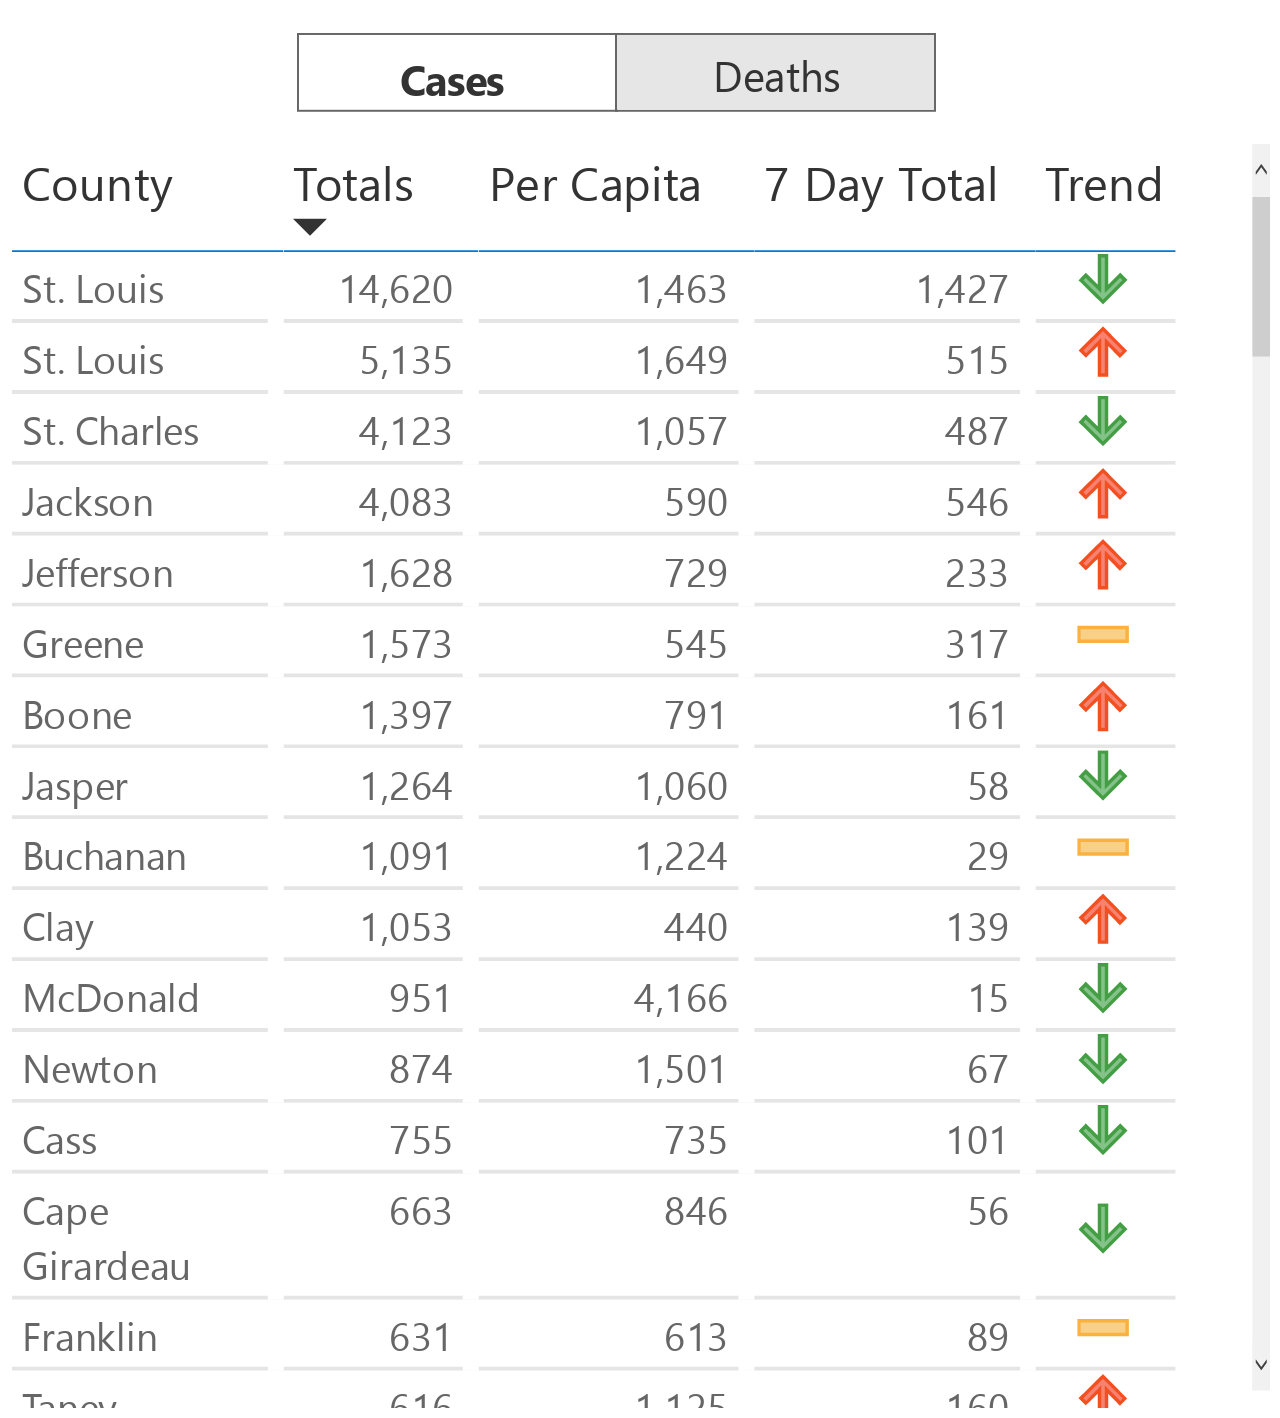 Cases Deaths
County Totals Per Capita 7 Day Total Trend
St. Louis 14,620 1,463 1,427
St. Louis 5,135 1,649 515
St. Charles 4,123 1,057 487
Jackson 4,083 590 546
Jefferson 1,628 729 233
Greene 1,573 545 317
Boone 1,397 791 161
Jasper 1,264 1,060 58
Buchanan 1,091 1,224 29
Clay 1,053 440 139
McDonald 951 4,166 15
Newton 874 1,501 67
Cass 755 735 101
Cape 663 846 56
Girardeau
Franklin 631 613 89
Taney 616 1,125 160